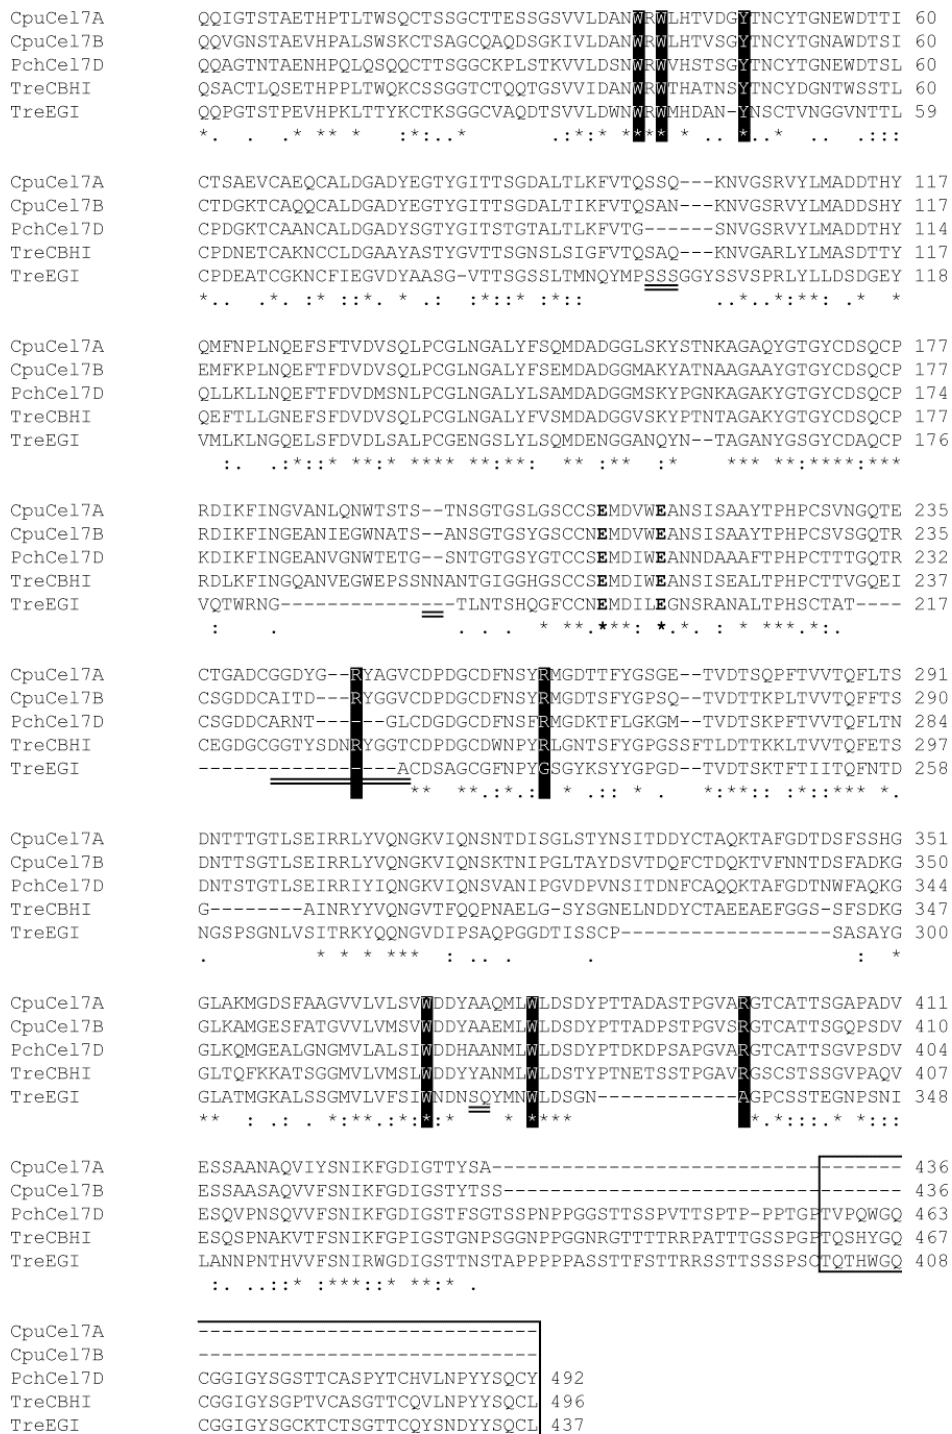 CpuCel7A QQIGTSTAETHPTLTWSQCTSSGCTTESSGSVVLDANWRWLHTVDGYTNCYTGNEWDTTI 60
CpuCel7B QQVGNSTAEVHPALSWSKCTSAGCQAQDSGKIVLDANWRWLHTVSGYTNCYTGNAWDTSI 60
PchCel7D QQAGTNTAENHPQLQSQQCTTSGGCKPLSTKVVLDSNWRWVHSTSGYTNCYTGNEWDTSL 60
TreCBHI QSACTLQSETHPPLTWQKCSSGGTCTQQTGSVVIDANWRWTHATNSYTNCYDGNTWSSTL 60
TreEGI QQPGTSTPEVHPKLTTYKCTKSGGCVAQDTSVVLDWNWRWMHDAN-YNSCTVNGGVNTTL 59
*. . .* ** * :*:..* .::* ***.* .. *..* .. .:::
CpuCel7A CTSAEVCAEQCALDGADYEGTYGITTSGDALTLKFVTQSSQ---KNVGSRVYLMADDTHY 117
CpuCel7B CTDGKTCAQQCALDGADYEGTYGITTSGDALTIKFVTQSAN---KNVGSRVYLMADDSHY 117
PchCel7D CPDGKTCAANCALDGADYSGTYGITSTGTALTLKFVTG------SNVGSRVYLMADDTHY 114
TreCBHI CPDNETCAKNCCLDGAAYASTYGVTTSGNSLSIGFVTQSAQ---KNVGARLYLMASDTTY 117
TreEGI CPDEATCGKNCFIEGVDYAASG-VTTSGSSLTMNQYMPSSSGGYSSVSPRLYLLDSDGEY 118
*.. .*. :* ::*. * .: :*::* :*:: ..*. *:**: .* *
CpuCel7A QMFNPLNQEFSFTVDVSQLPCGLNGALYFSQMDADGGLSKYSTNKAGAQYGTGYCDSQCP 177
CpuCel7B EMFKPLNQEFTFDVDVSQLPCGLNGALYFSEMDADGGMAKYATNAAGAAYGTGYCDSQCP 177
PchCel7D QLLKLLNQEFTFDVDMSNLPCGLNGALYLSAMDADGGMSKYPGNKAGAKYGTGYCDSQCP 174
TreCBHI QEFTLLGNEFSFDVDVSQLPCGLNGALYFVSMDADGGVSKYPTNTAGAKYGTGYCDSQCP 177
TreEGI VMLKLNGQELSFDVDLSALPCGENGSLYLSQMDENGGANQYN--TAGANYGSGYCDAQCP 176
:. .:*::* **:* **** **:**: ** :** :* *** **:****:***
CpuCel7A RDIKFINGVANLQNWTSTS--TNSGTGSLGSCCSEMDVWEANSISAAYTPHPCSVNGQTE 235
CpuCel7B RDIKFINGEANIEGWNATS--ANSGTGSYGSCCNEMDVWEANSISAAYTPHPCSVSGQTR 235
PchCel7D KDIKFINGEANVGNWTETG--SNTGTGSYGTCCSEMDIWEANNDAAAFTPHPCTTTGQTR 232
TreCBHI RDLKFINGQANVEGWEPSSNNANTGIGGHGSCCSEMDIWEANSISEALTPHPCTTVGQEI 237
TreEGI VQTWRNG---------------TLNTSHQGFCCNEMDILEGNSRANALTPHSCTAT---- 217
: . . . . * **.****: *.*. : * ***.*:.
CpuCel7A CTGADCGGDYG--RYAGVCDPDGCDFNSYRMGDTTFYGSGE--TVDTSQPFTVVTQFLTS 291
CpuCel7B CSGDDCAITD---RYGGVCDPDGCDFNSYRMGDTSFYGPSQ--TVDTTKPLTVVTQFFTS 290
PchCel7D CSGDDCARNT------GLCDGDGCDFNSFRMGDKTFLGKGM--TVDTSKPFTVVTQFLTN 284
TreCBHI CEGDGCGGTYSDNRYGGTCDPDGCDWNPYRLGNTSFYGPGSSFTLDTTKKLTVVTQFETS 297
TreEGI ------------------ACDSAGCGFNPYGSGYKSYYGPGD--TVDTSKTFTIITQFNTD 258
** .**.:*.: * .: * . *:**:: :*::*** *.
CpuCel7A DNTTTGTLSEIRRLYVQNGKVIQNSNTDISGLSTYNSITDDYCTAQKTAFGDTDSFSSHG 351
CpuCel7B DNTTSGTLSEIRRLYVQNGKVIQNSKTNIPGLTAYDSVTDQFCTDQKTVFNNTDSFADKG 350
PchCel7D DNTSTGTLSEIRRIYIQNGKVIQNSVANIPGVDPVNSITDNFCAQQKTAFGDTNWFAQKG 344
TreCBHI G--------AINRYYVQNGVTFQQPNAELG-SYSGNELNDDYCTAEEAEFGGS-SFSDKG 347
TreEGI NGSPSGNLVSITRKYQQNGVDIPSAQPGGDTISSCP------------------SASAYG 300
. * * * *** : .. . . : *
CpuCel7A GLAKMGDSFAAGVVLVLSVWDDYAAQMLWLDSDYPTTADASTPGVARGTCATTSGAPADV 411
CpuCel7B GLKAMGESFATGVVLVMSVWDDYAAEMLWLDSDYPTTADPSTPGVSRGTCATTSGQPSDV 410
PchCel7D GLKQMGEALGNGMVLALSIWDDHAANMLWLDSDYPTDKDPSAPGVARGTCATTSGVPSDV 404
TreCBHI GLTQFKKATSGGMVLVMSLWDDYYANMLWLDSTYPTNETSSTPGAVRGSCSTSSGVPAQV 407
TreEGI GLATMGKALSSGMVLVFSIWNDNSQYMNWLDSGN-------------AGPCSSTEGNPSNI 348
** : .: . *:**.:*:*:* * **** *.*:::. *:::
CpuCel7A ESSAANAQVIYSNIKFGDIGTTYSA----------------------------------- 436
CpuCel7B ESSAASAQVVFSNIKFGDIGSTYTSS---------------------------------- 436
PchCel7D ESQVPNSQVVFSNIKFGDIGSTFSGTSSPNPPGGSTTSSPVTTSPTP-PPTGPTVPQWGQ 463
TreCBHI ESQSPNAKVTFSNIKFGPIGSTGNPSGGNPPGGNRGTTTTRRPATTTGSSPGPTQSHYGQ 467
TreEGI LANNPNTHVVFSNIRWGDIGSTTNSTAPPPPPASSTTFSTTRRSSTTSSSPSCTQTHWGQ 408
:. ..::* :***::* **:* .
CpuCel7A -----------------------------
CpuCel7B -----------------------------
PchCel7D CGGIGYSGSTTCASPYTCHVLNPYYSQCY 492
TreCBHI CGGIGYSGPTVCASGTTCQVLNPYYSQCL 496
TreEGI CGGIGYSGCKTCTSGTTCQYSNDYYSQCL 437